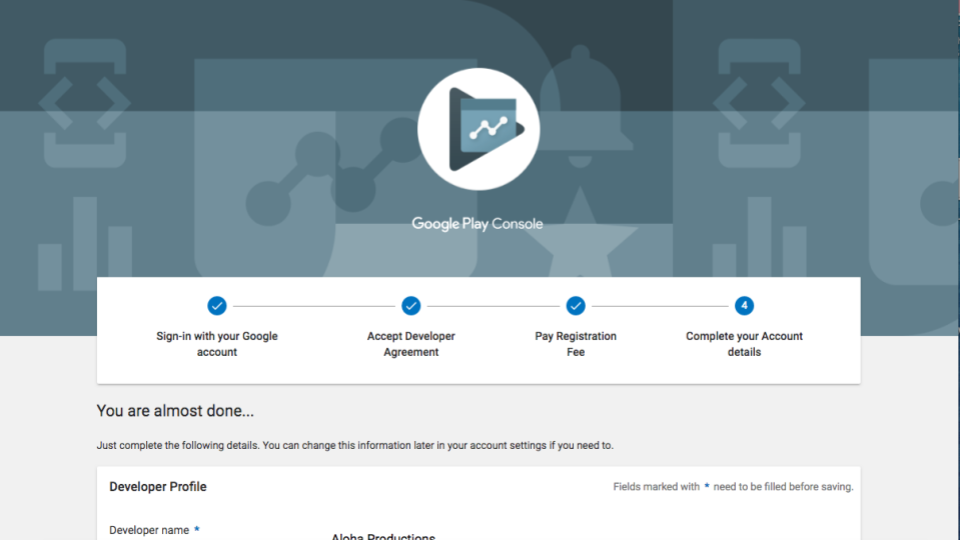 Google Play Console
4
Sign-in with your Google
account
Accept Developer
Agreement
Pay Registration
Fee
Complete your Account
details
You are almost done...
Just complete the following details. You can change this information later in your account settings if you need to.
Developer Profile
Fields marked with * need to be filled before saving.
Developer name *
Aloha Productions